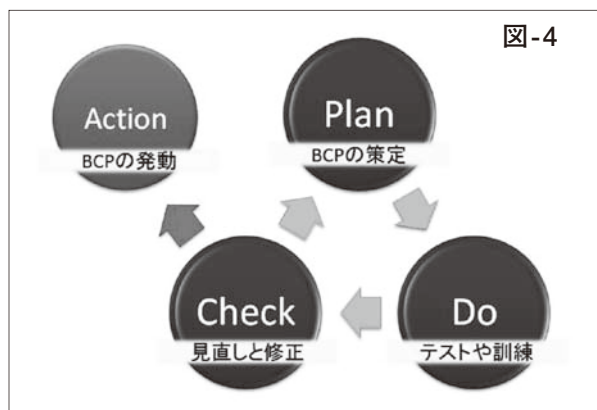 図-4
Action
BCPの発動
Plan
BCPの策定
Check
見直しと修正
Do
テストや訓練